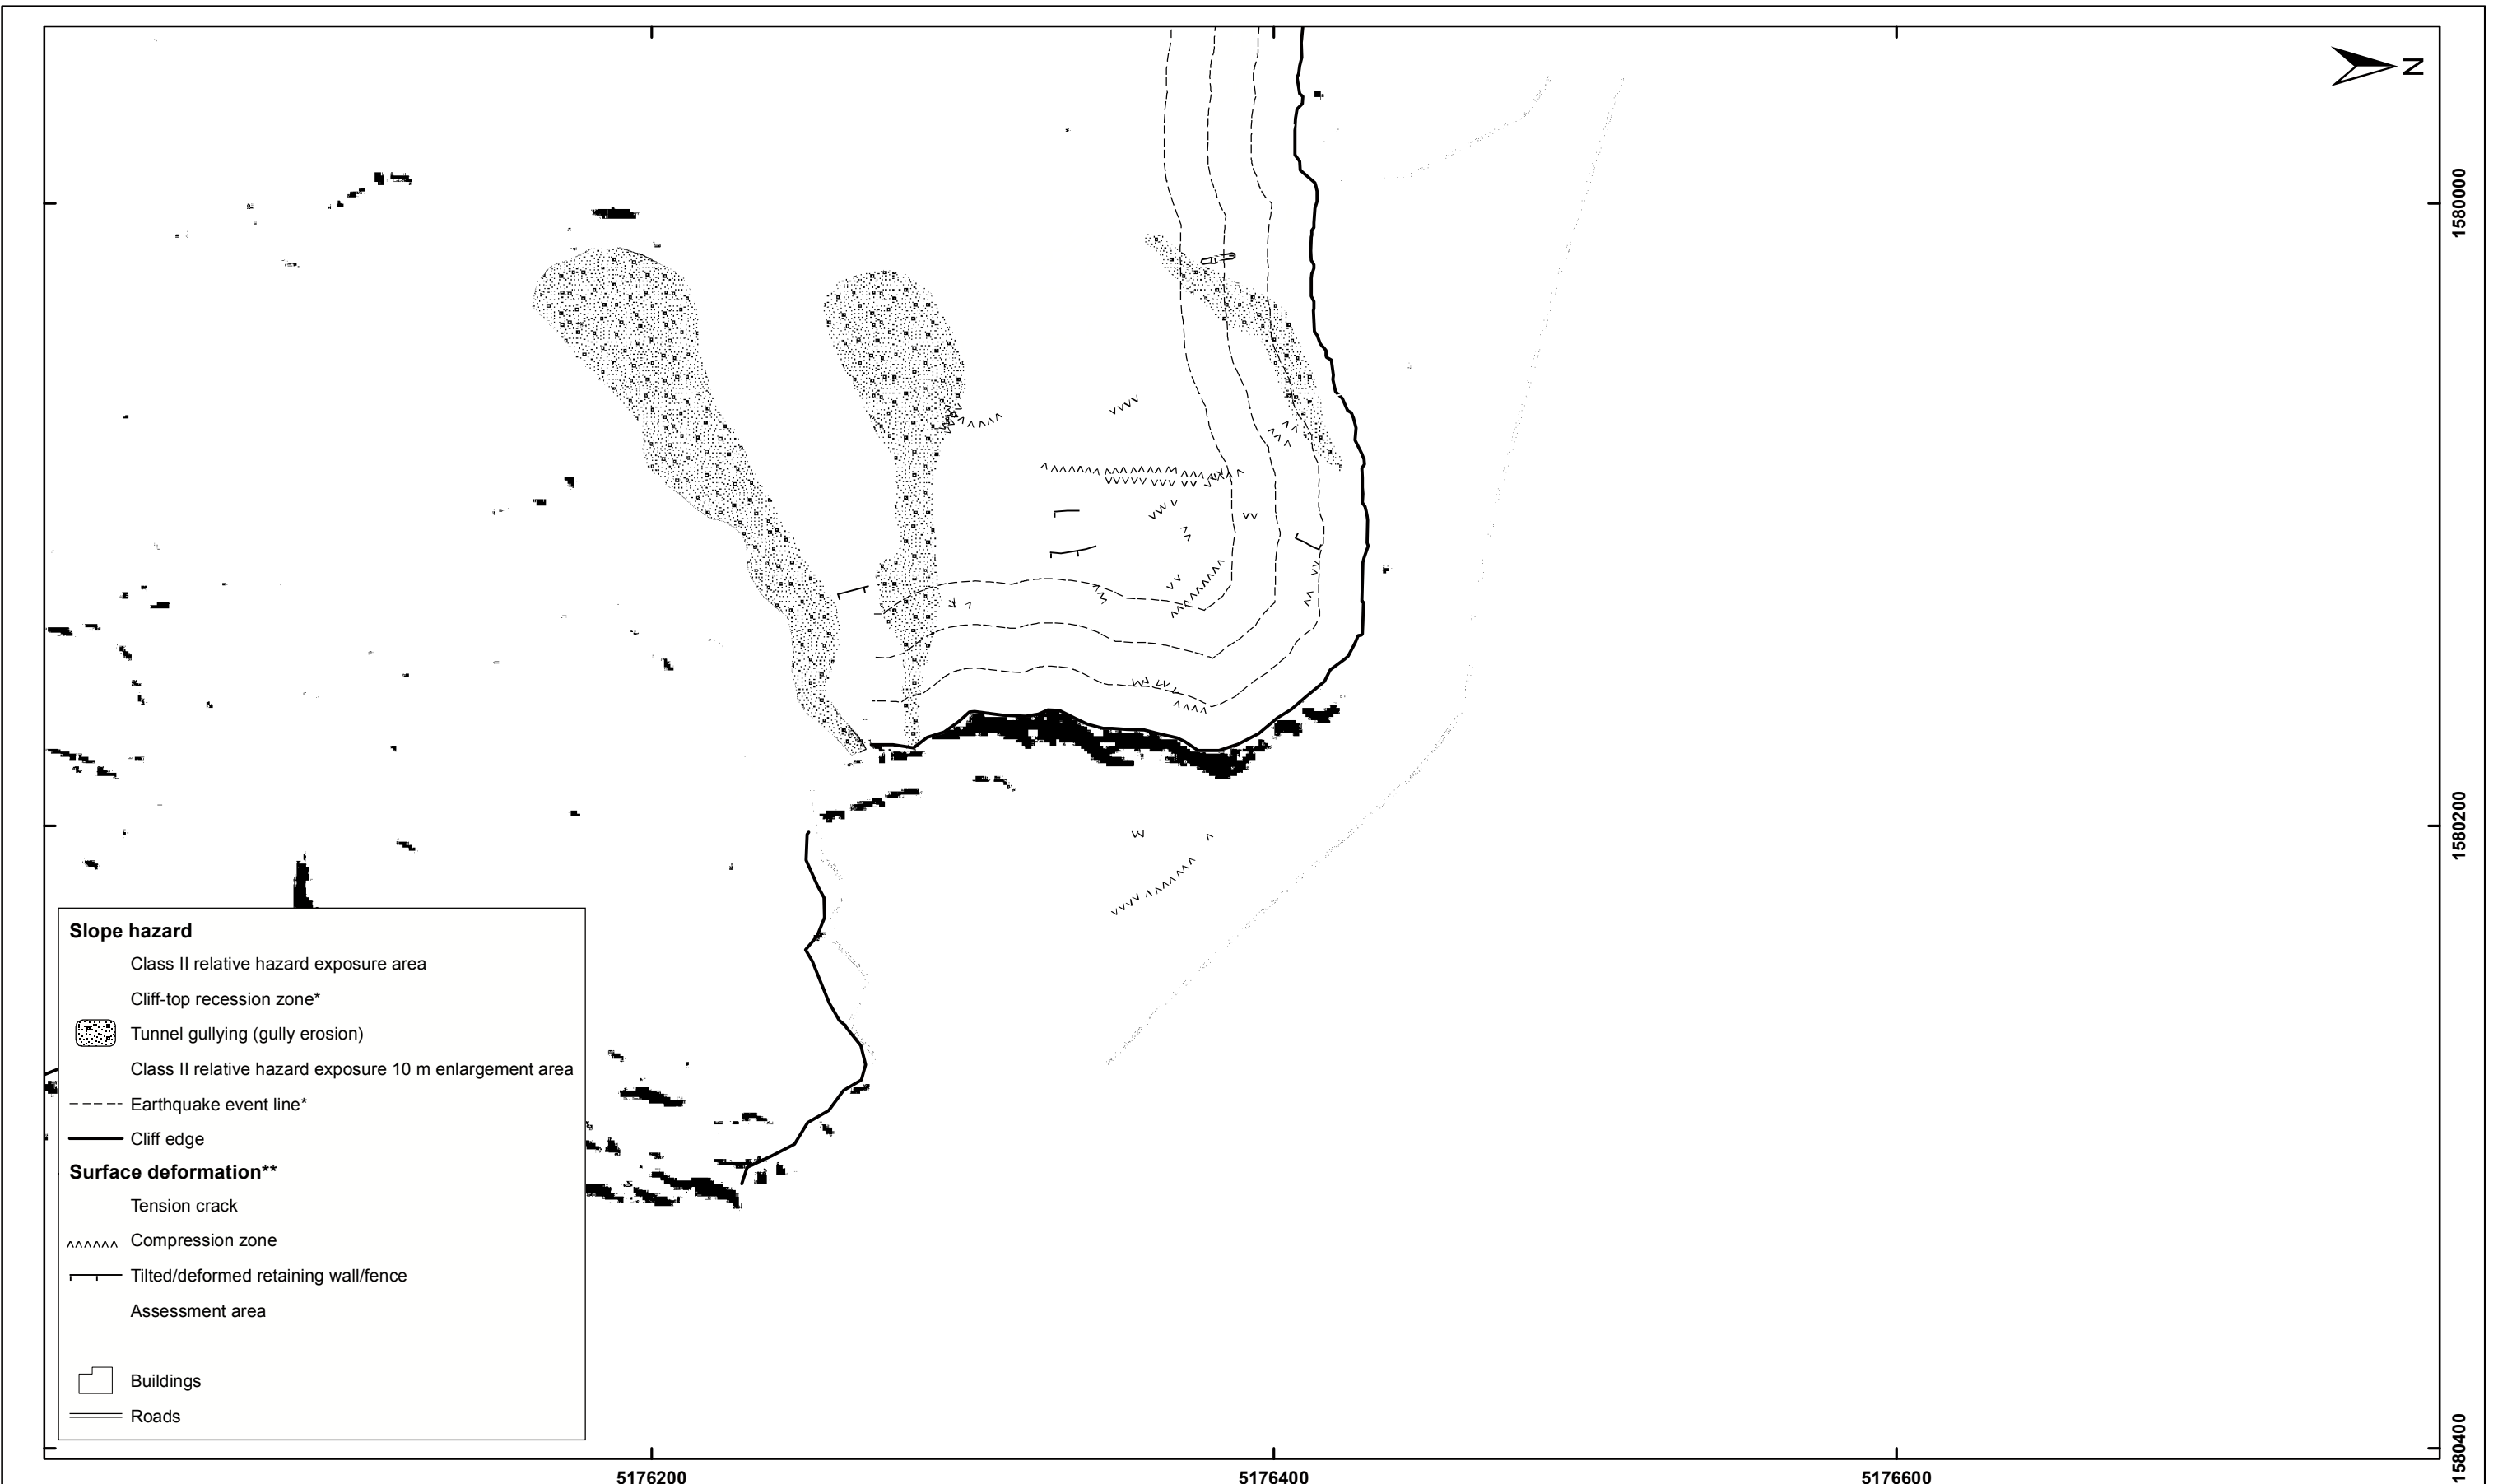 N
1580000
1580200
1580400
Slope hazard
Class II relative hazard exposure area
Cliff-top recession zone*
Tunnel gullying (gully erosion)
Class II relative hazard exposure 10 m enlargement area
Earthquake event line*
Cliff edge
Surface deformation**
Tension crack
Compression zone
Tilted/deformed retaining wall/fence
Assessment area
Buildings
Roads
5176200
5176400
5176600